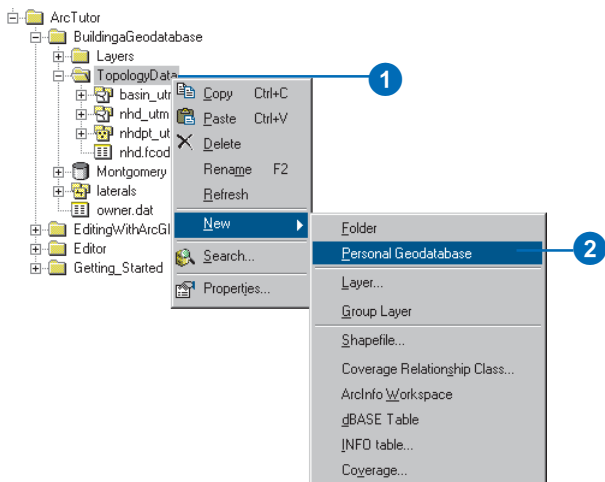 ArcTutor
BuildingaGeodatabase
Layers
TopologyData
1
basin_utm
nhd_utm
nhdpt_ut
nhd.fcod
Montgomery
laterals
owner.dat
EditingWithArcGI
Editor
Getting_Started
Copy Ctrl+C
Paste Ctrl+V
Delete
Rename F2
Refresh
New
Search...
Properties...
Folder
Personal Geodatabase
2
Layer...
Group Layer
Shapefile...
Coverage Relationship Class...
ArcInfo Workspace
dBASE Table
INFO table...
Coverage...